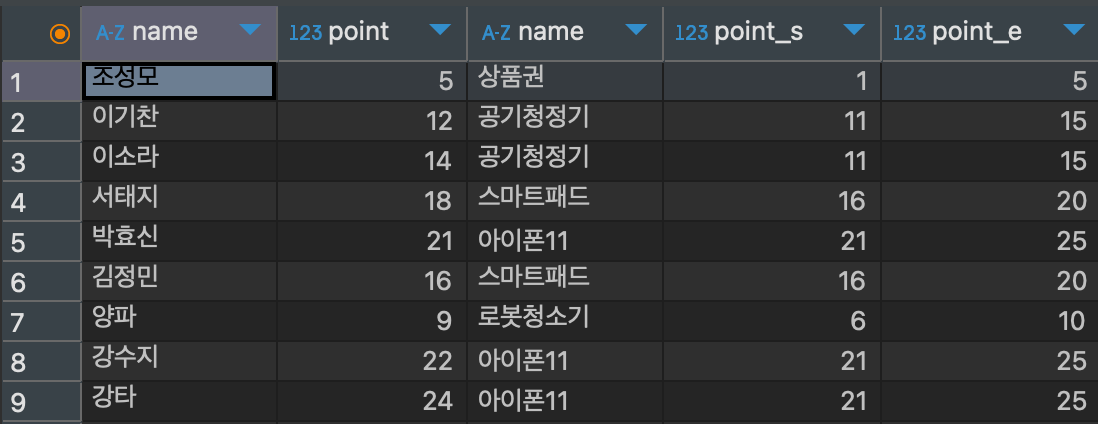 A-Z name 123 point A-Z name 123 point_s 123 point_e
1 조성모 5 상품권 1 5
2 이기찬 12 공기청정기 11 15
3 이소라 14 공기청정기 11 15
4 서태지 18 스마트패드 16 20
5 박효신 21 아이폰11 21 25
6 김정민 16 스마트패드 16 20
7 양파 9 로봇청소기 6 10
8 강수지 22 아이폰11 21 25
9 강타 24 아이폰11 21 25